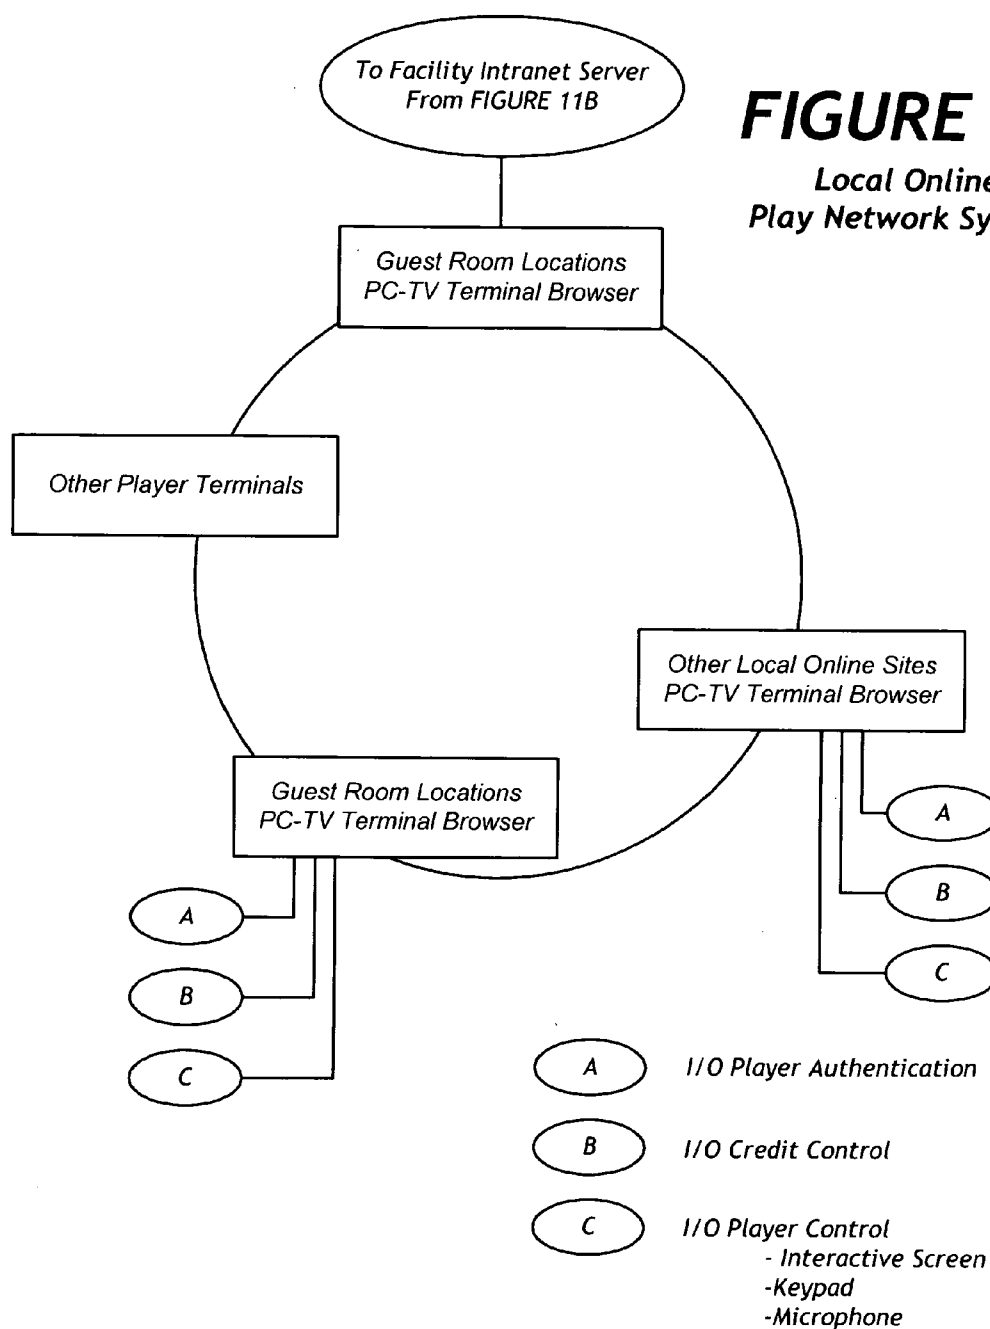 To Facility Intranet Server
From FIGURE 11B
FIGURE
Local Online
Play Network
Guest Room Locations
PC-TV Terminal Browser
Other Player Terminals
Other Local Online Sites
PC-TV Terminal Browser
Guest Room Locations
PC-TV Terminal Browser
A
B
C
A
B
C
A I/O Player Authentication
B I/O Credit Control
C I/O Player Control
- Interactive Screen
-Keypad
-Microphone